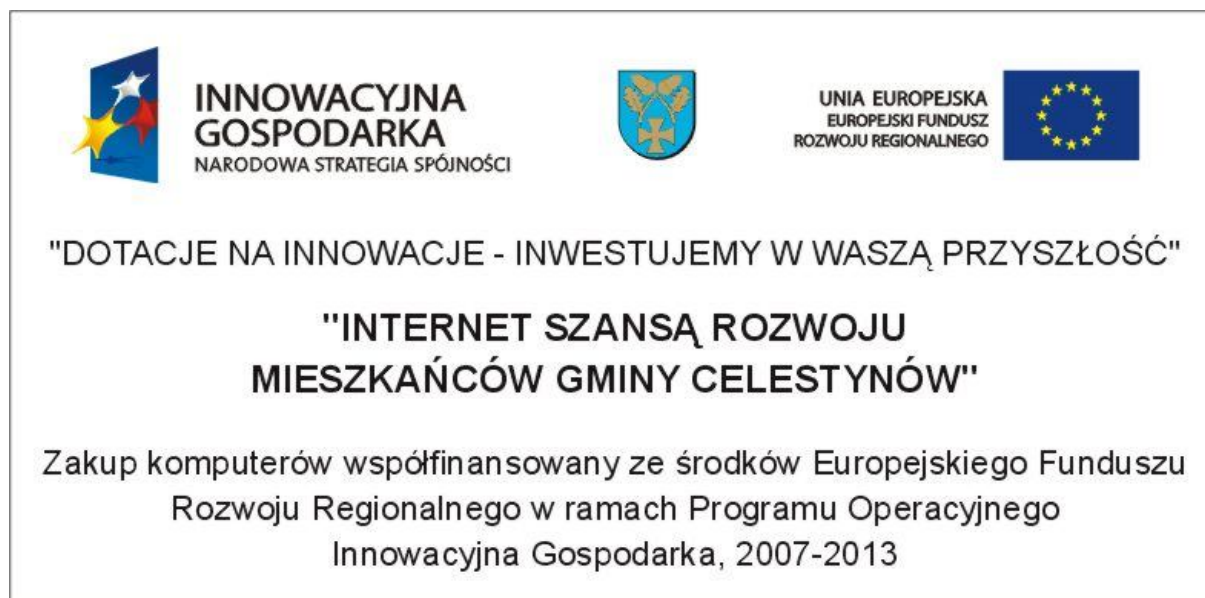 INNOWACYJNA
GOSPODARKA
NARODOWA STRATEGIA SPÓJNOŚCI
UNIA EUROPEJSKA
EUROPEJSKI FUNDUSZ
ROZWOJU REGIONALNEGO
"DOTACJE NA INNOWACJE - INWESTUJEMY W WASZĄ PRZYSZŁOŚĆ"
"INTERNET SZANSĄ ROZWOJU
MIESZKAŃCÓW GMINY CELESTYNÓW"
Zakup komputerów współfinansowany ze środków Europejskiego Funduszu
Rozwoju Regionalnego w ramach Programu Operacyjnego
Innowacyjna Gospodarka, 2007-2013